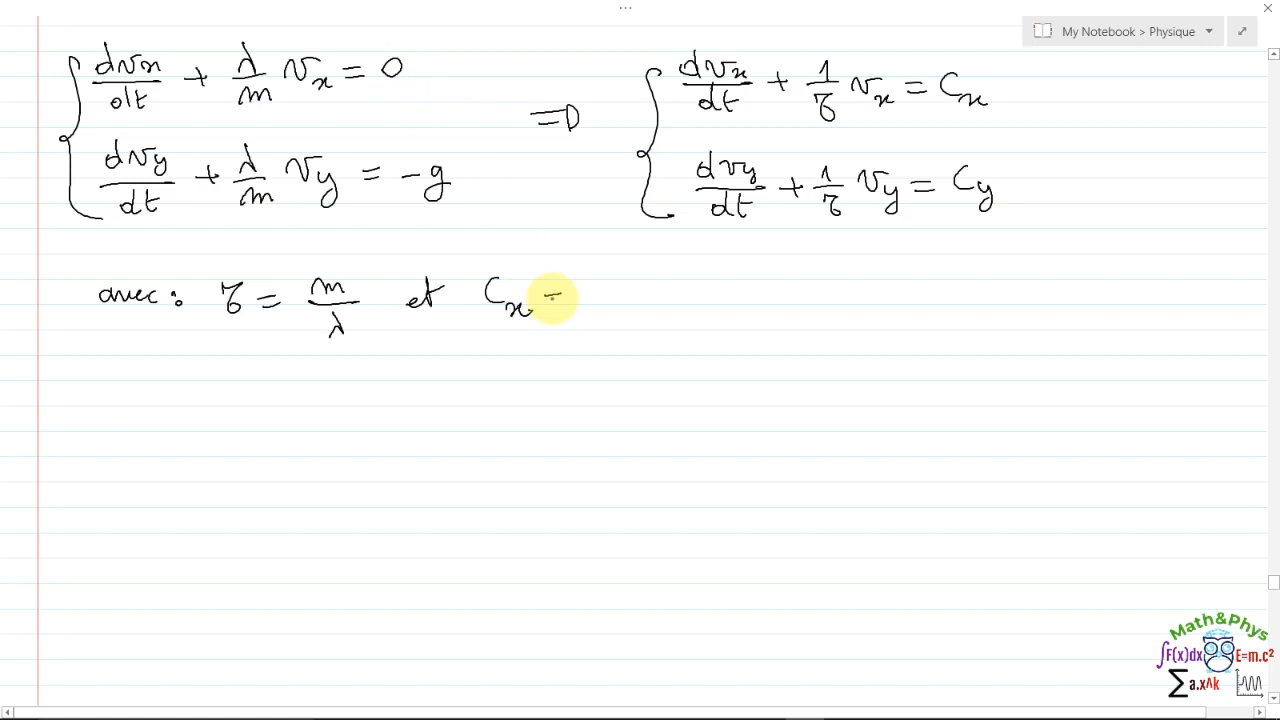 My Notebook > Physique
dvx/dt + λ/m vx = 0 ⇒ dvx/dt + 1/τ vx = Cx
dvy/dt + λ/m vy = -g dvy/dt + 1/τ vy = Cy
avec : τ = m/λ et Cx =
Math&Phys
∫F(x)dx E=m.c²
∑ a.x^k